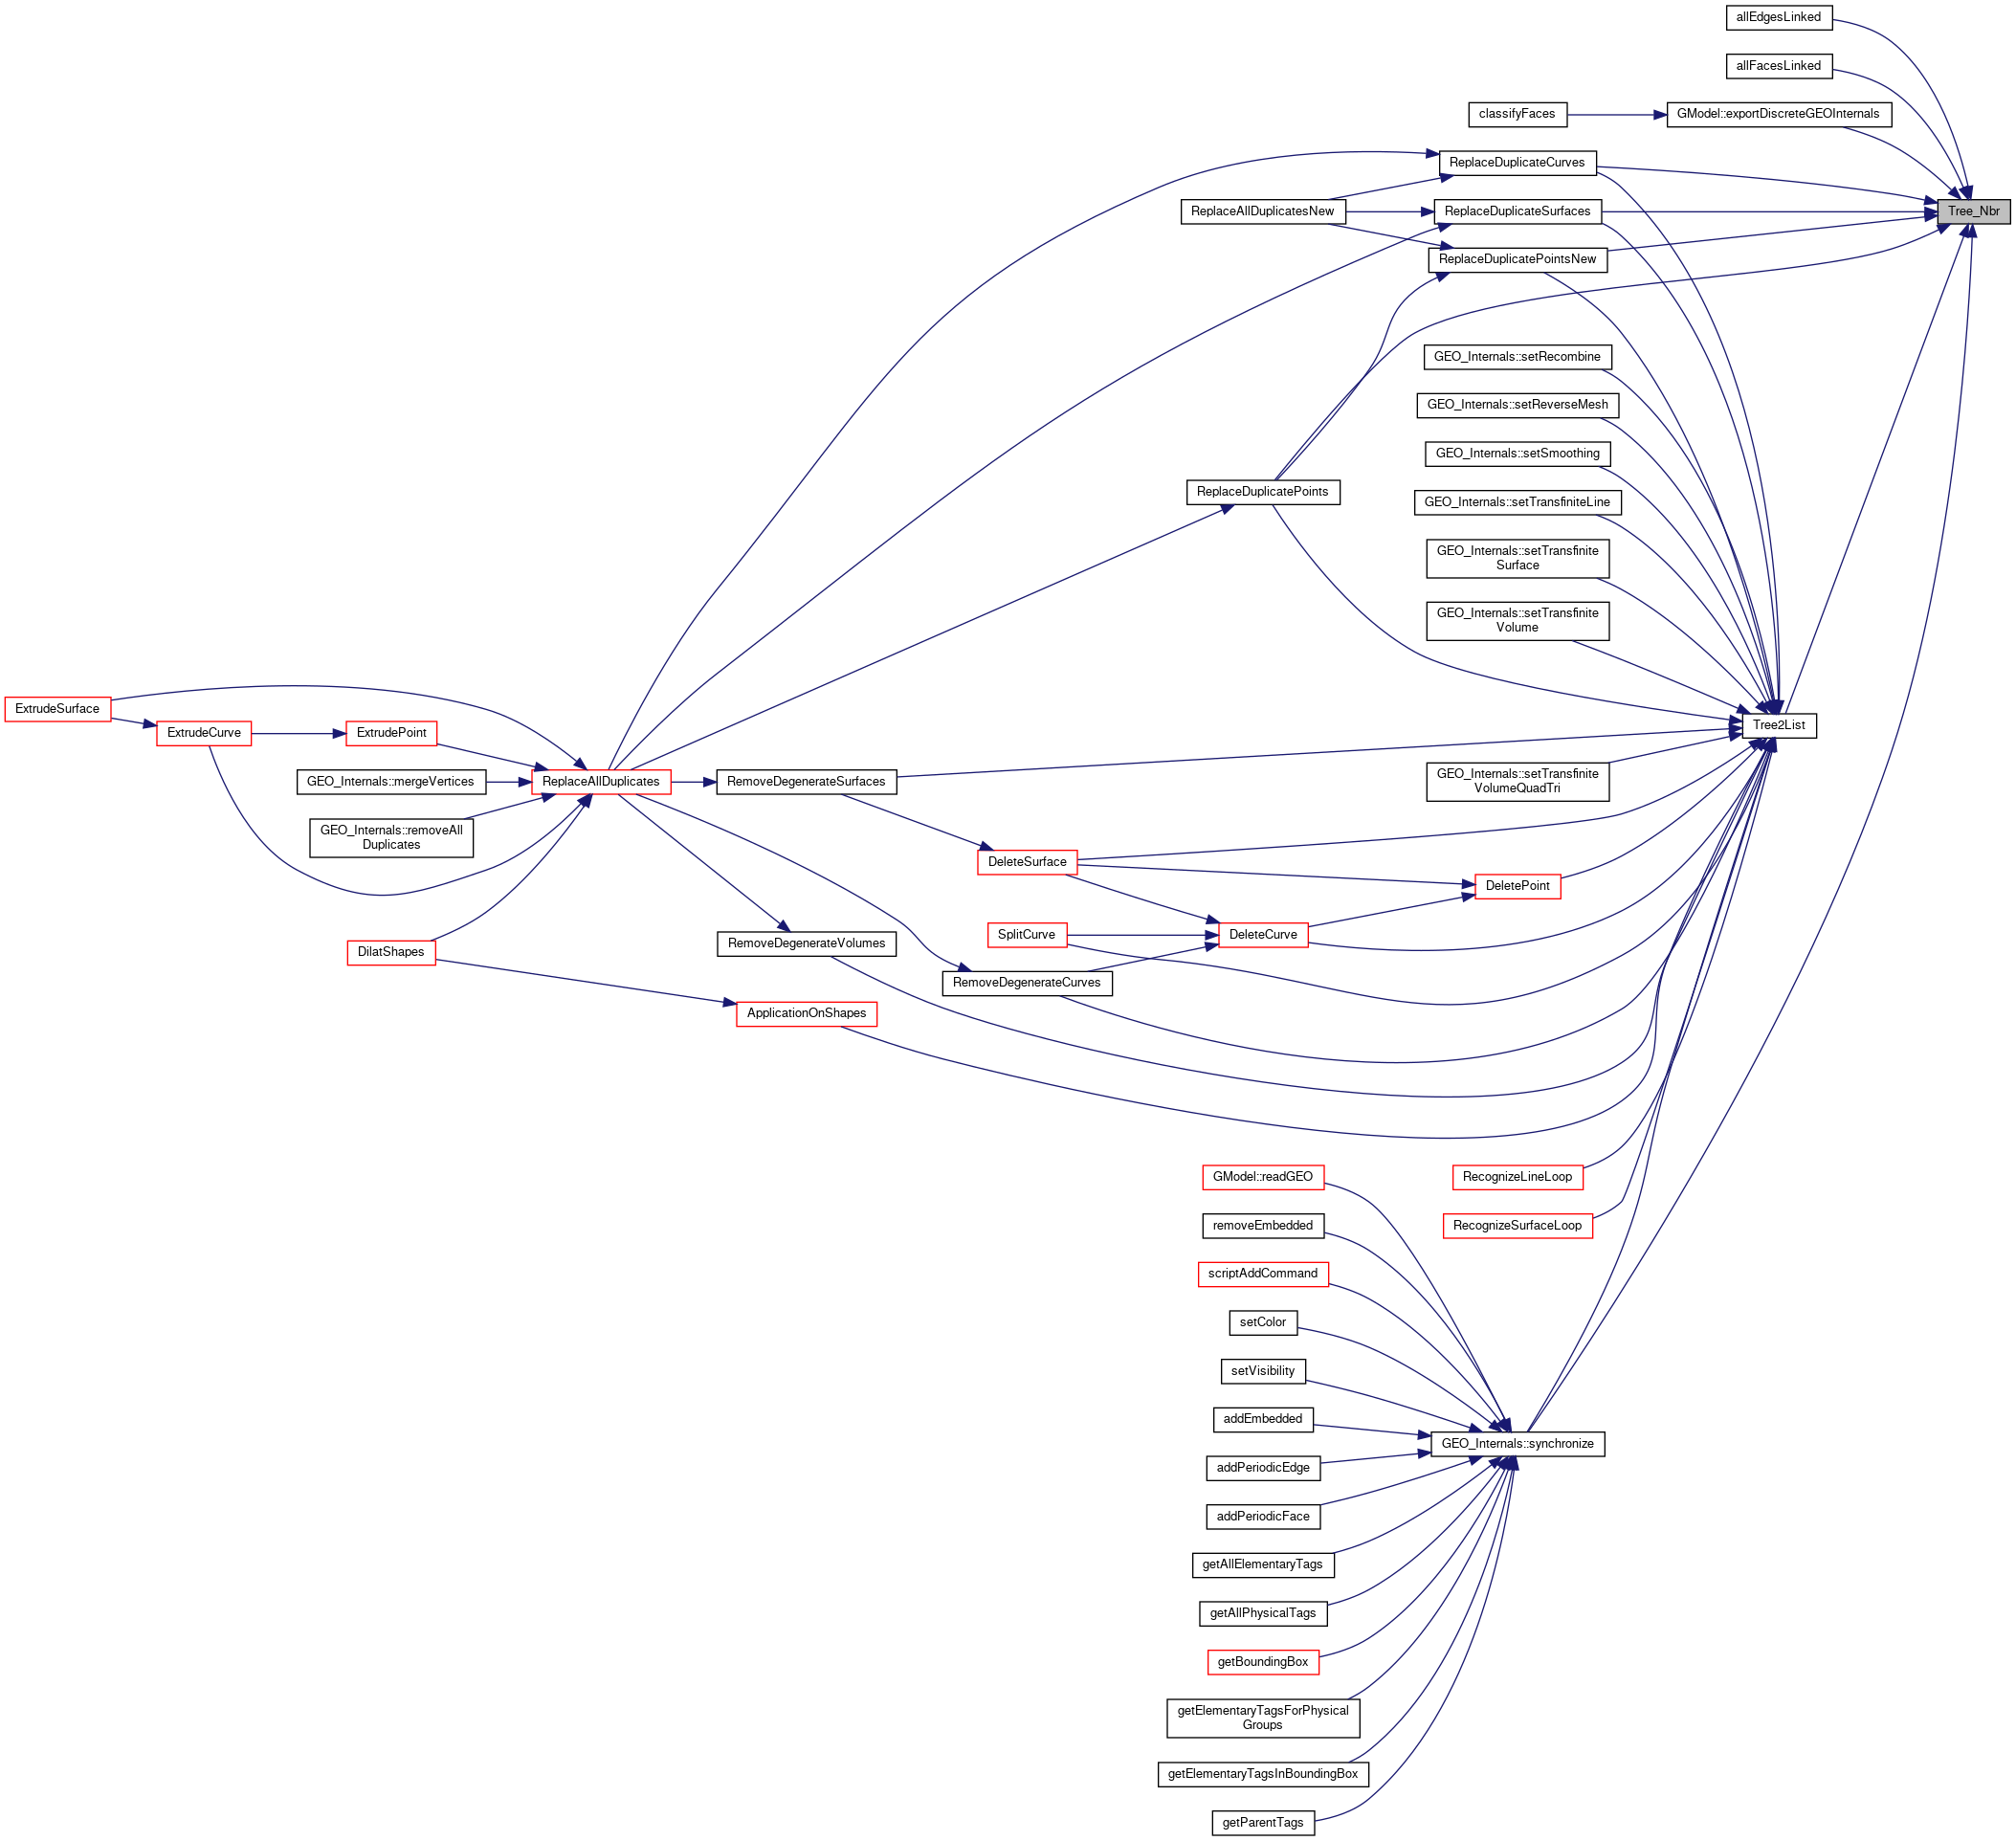 allEdgesLinked
allFacesLinked
classifyFaces
GModel::exportDiscreteGEOInternals
ReplaceDuplicateCurves
ReplaceAllDuplicatesNew
ReplaceDuplicateSurfaces
Tree_Nbr
ReplaceDuplicatePointsNew
GEO_Internals::setRecombine
GEO_Internals::setReverseMesh
GEO_Internals::setSmoothing
ReplaceDuplicatePoints
GEO_Internals::setTransfiniteLine
GEO_Internals::setTransfinite
Surface
GEO_Internals::setTransfinite
Volume
ExtrudeSurface
ExtrudeCurve
ExtrudePoint
Tree2List
GEO_Internals::mergeVertices
ReplaceAllDuplicates
RemoveDegenerateSurfaces
GEO_Internals::setTransfinite
VolumeQuadTri
GEO_Internals::removeAll
Duplicates
DeleteSurface
DeletePoint
DilatShapes
RemoveDegenerateVolumes
SplitCurve
DeleteCurve
RemoveDegenerateCurves
ApplicationOnShapes
GModel::readGEO
RecognizeLineLoop
removeEmbedded
RecognizeSurfaceLoop
scriptAddCommand
setColor
setVisibility
addEmbedded
GEO_Internals::synchronize
addPeriodicEdge
addPeriodicFace
getAllElementaryTags
getAllPhysicalTags
getBoundingBox
getElementaryTagsForPhysical
Groups
getElementaryTagsInBoundingBox
getParentTags